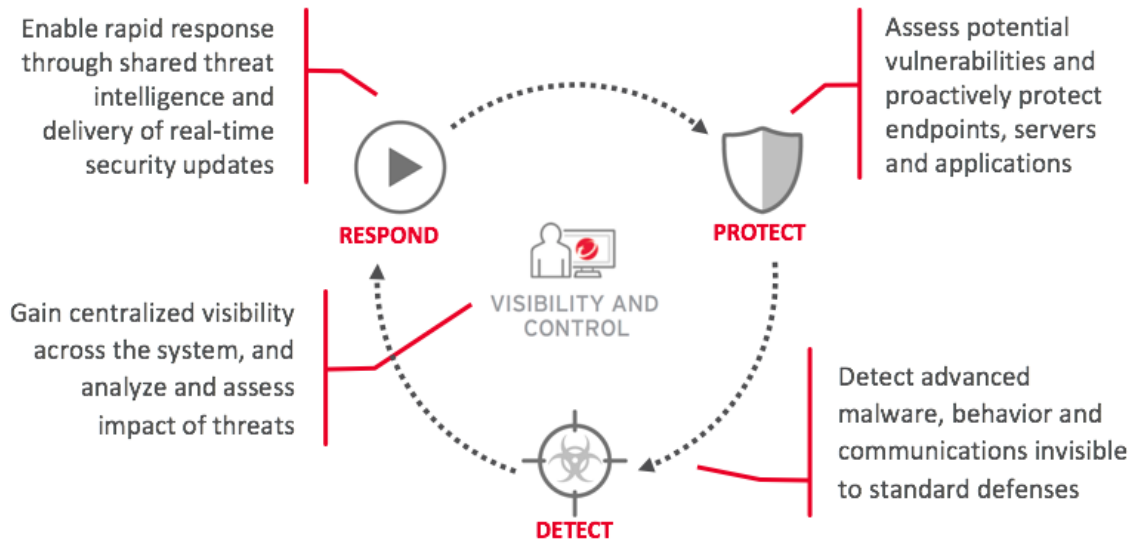 Enable rapid response
through shared threat
intelligence and
delivery of real-time
security updates
RESPOND
Assess potential
vulnerabilities and
proactively protect
endpoints, servers
and applications
PROTECT
VISIBILITY AND
CONTROL
Gain centralized visibility
across the system, and
analyze and assess
impact of threats
Detect advanced
malware, behavior and
communications invisible
to standard defenses
DETECT